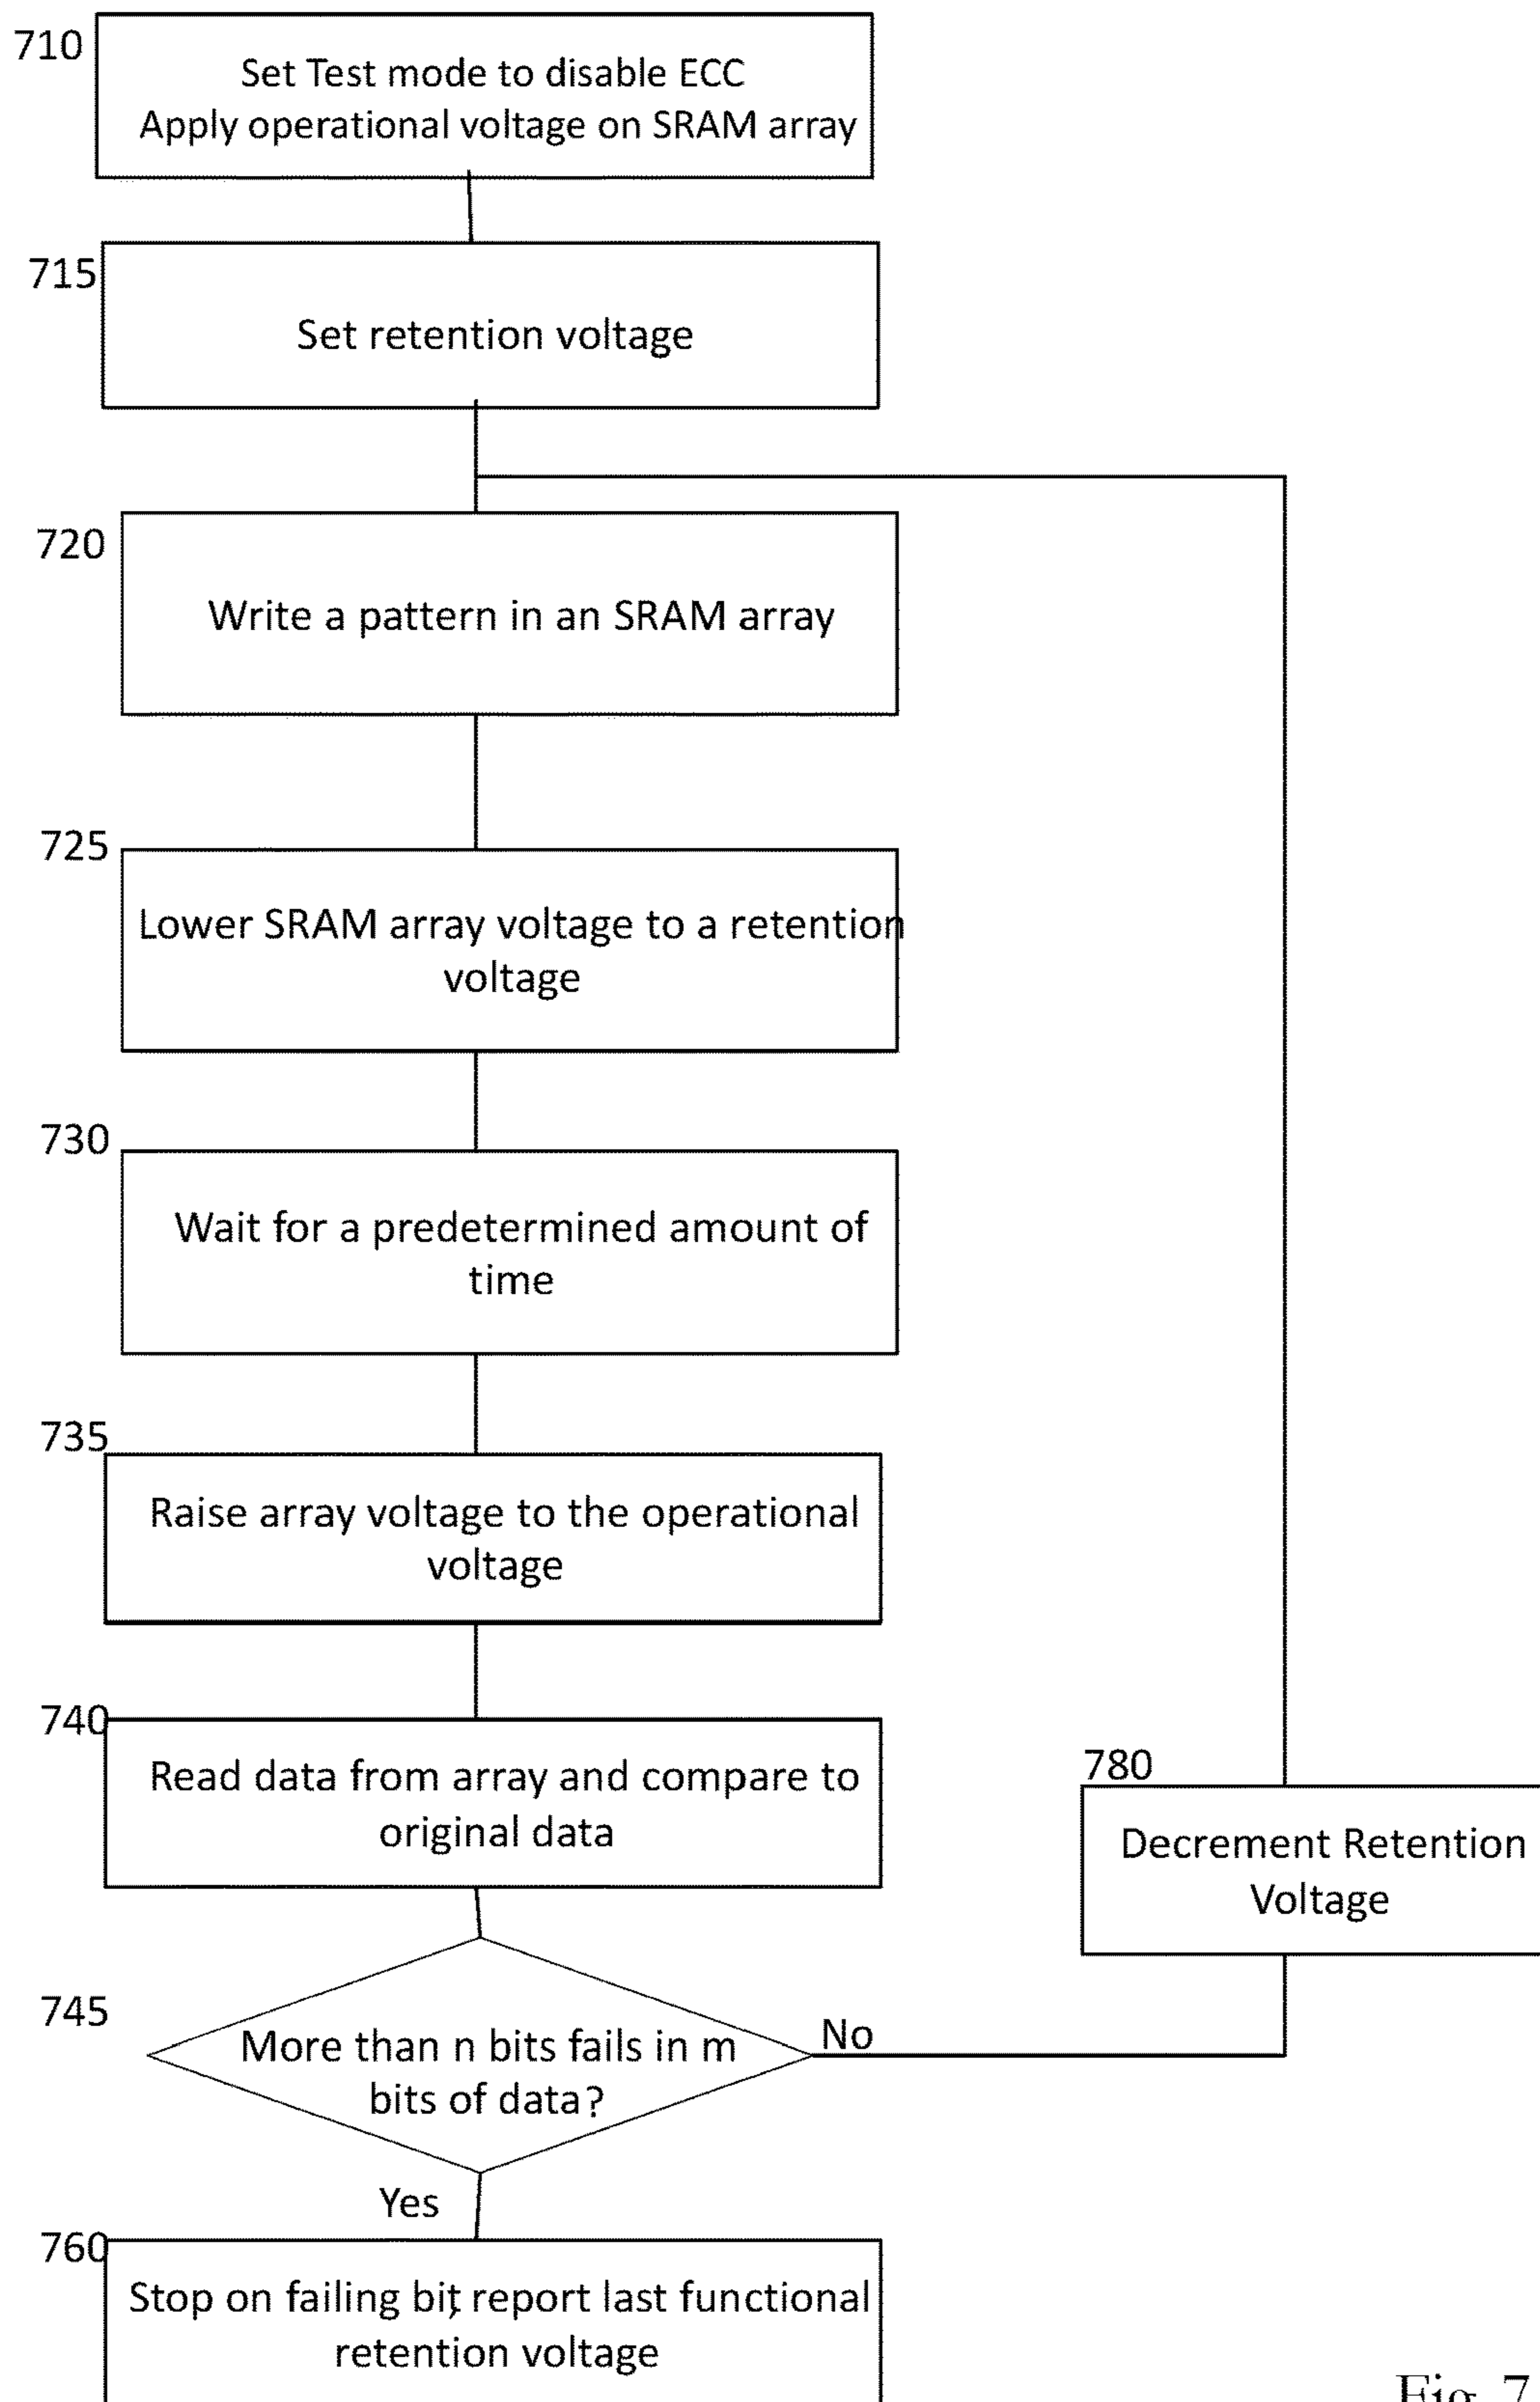 710
Set Test mode to disable ECC
Apply operational voltage on SRAM array
715
Set retention voltage
720
Write a pattern in an SRAM array
725
Lower SRAM array voltage to a retention
voltage
730
Wait for a predetermined amount of
time
735
Raise array voltage to the operational
voltage
740
Read data from array and compare to
original data
780
Decrement Retention
Voltage
745
More than n bits fails in m
bits of data?
No
Yes
760
Stop on failing bit, report last functional
retention voltage
Fig. 7